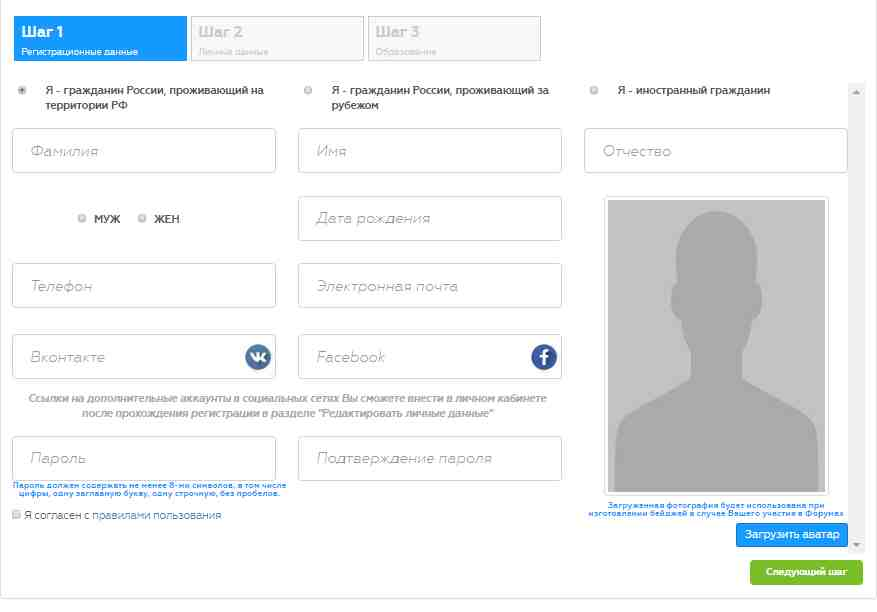 Шаг 1
Регистрационные данные
Шаг 2
Личные данные
Шаг 3
Образование
Я - гражданин России, проживающий на
территории РФ
Я - гражданин России, проживающий за
рубежом
Я - иностранный гражданин
Фамилия
Имя
Отчество
МУЖ
ЖЕН
Дата рождения
Телефон
Электронная почта
Вконтакте
Facebook
f
Ссылки на дополнительные аккаунты в социальных сетях Вы сможете внести в личном кабинете
после прохождения регистрации в разделе "Редактировать личные данные"
Пароль
Подтверждение пароля
Пароль должен содержать не менее 8-ми символов, в том числе
цифры, одну заглавную букву, одну строчную, без пробелов.
Я согласен с правилами пользования
Загруженная фотография будет использована при
изготовлении бейджей в случае Вашего участия в Форумах
Загрузить аватар
Следующий шаг